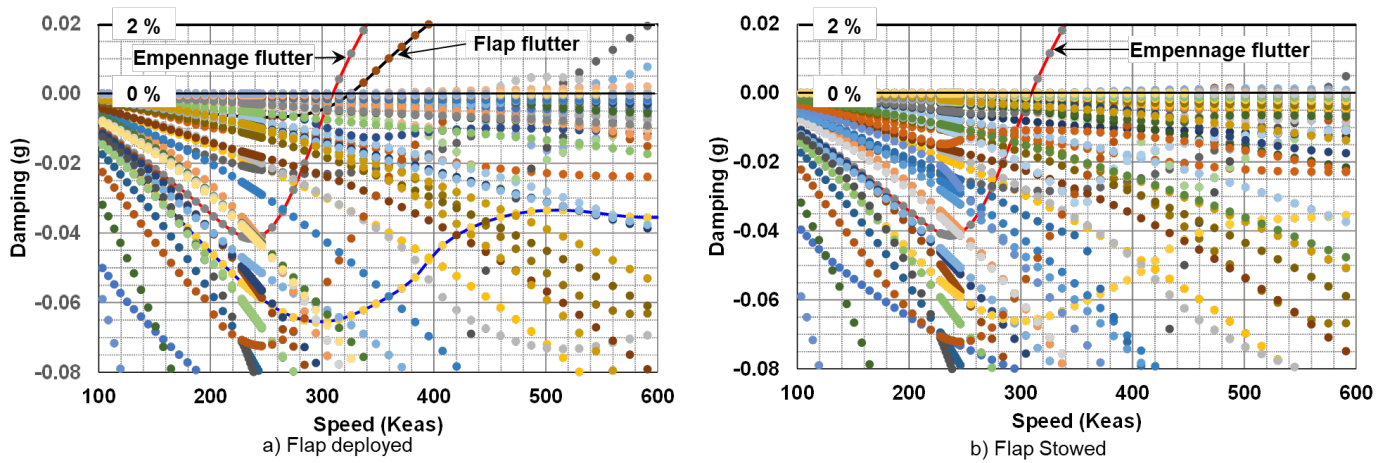 0.02
0.00
-0.02
-0.04
-0.06
-0.08
Damping (g)
2 %
0 %
Empennage flutter
Flap flutter
100 200 300 400 500 600
Speed (Keas)
a) Flap deployed
0.02
0.00
-0.02
-0.04
-0.06
-0.08
Damping (g)
2 %
0 %
Empennage flutter
100 200 300 400 500 600
Speed (Keas)
b) Flap Stowed